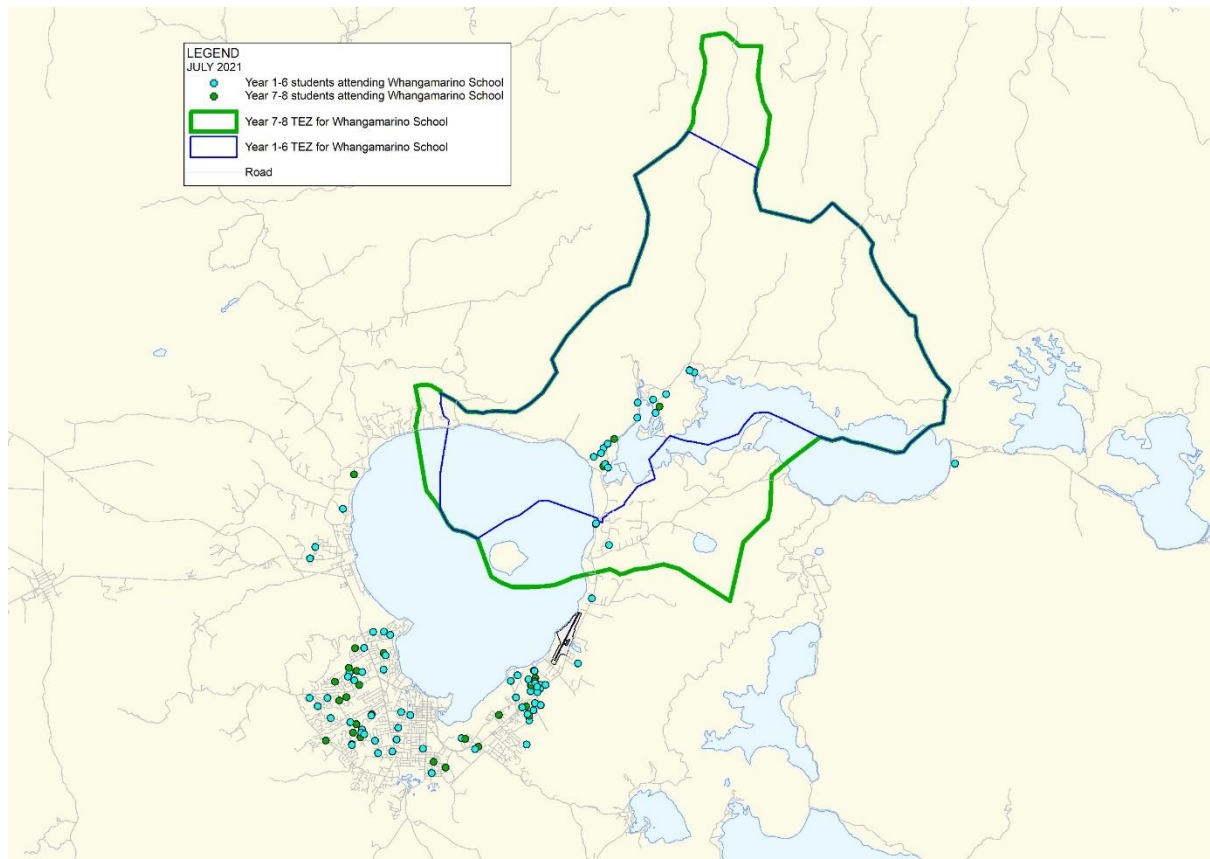 LEGEND
JULY 2021
Year 1-6 students attending Whangamarino School
Year 7-8 students attending Whangamarino School
Year 7-8 TEZ for Whangamarino School
Year 1-6 TEZ for Whangamarino School
Road